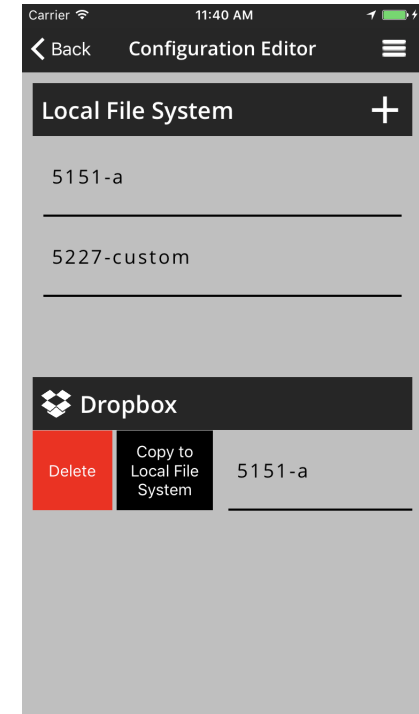 Carrier 11:40 AM
Back Configuration Editor
Local File System
5151-a
5227-custom
Dropbox
Delete
Copy to
Local File
System
5151-a